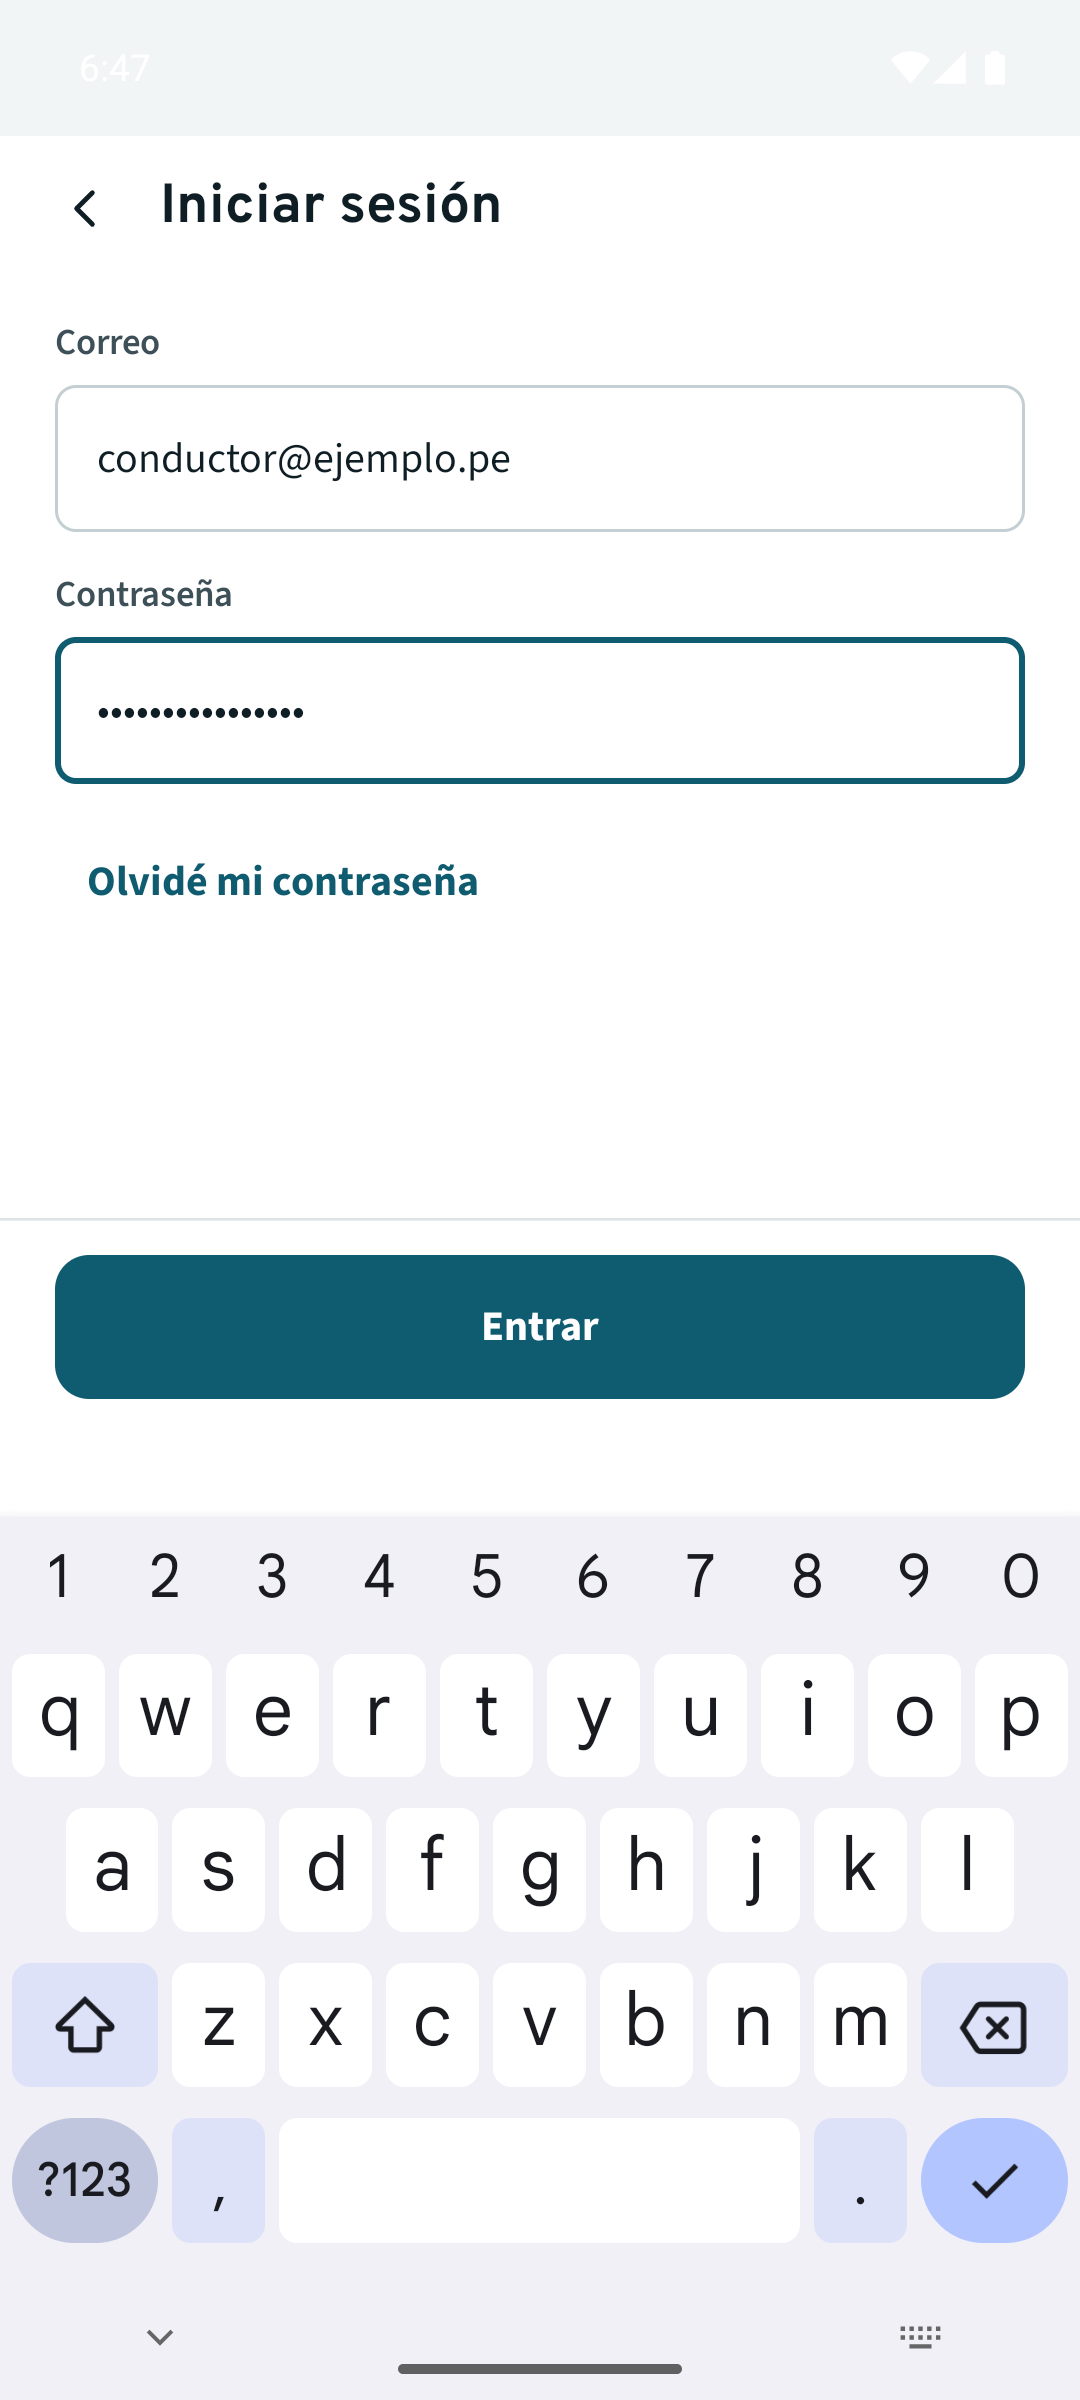 6:47
Iniciar sesión
Correo
conductor@ejemplo.pe
Contraseña
••••••••••••••••
Olvidé mi contraseña
Entrar
1 2 3 4 5 6 7 8 9 0
q w e r t y u i o p
a s d f g h j k l
z x c v b n m
?123 , .